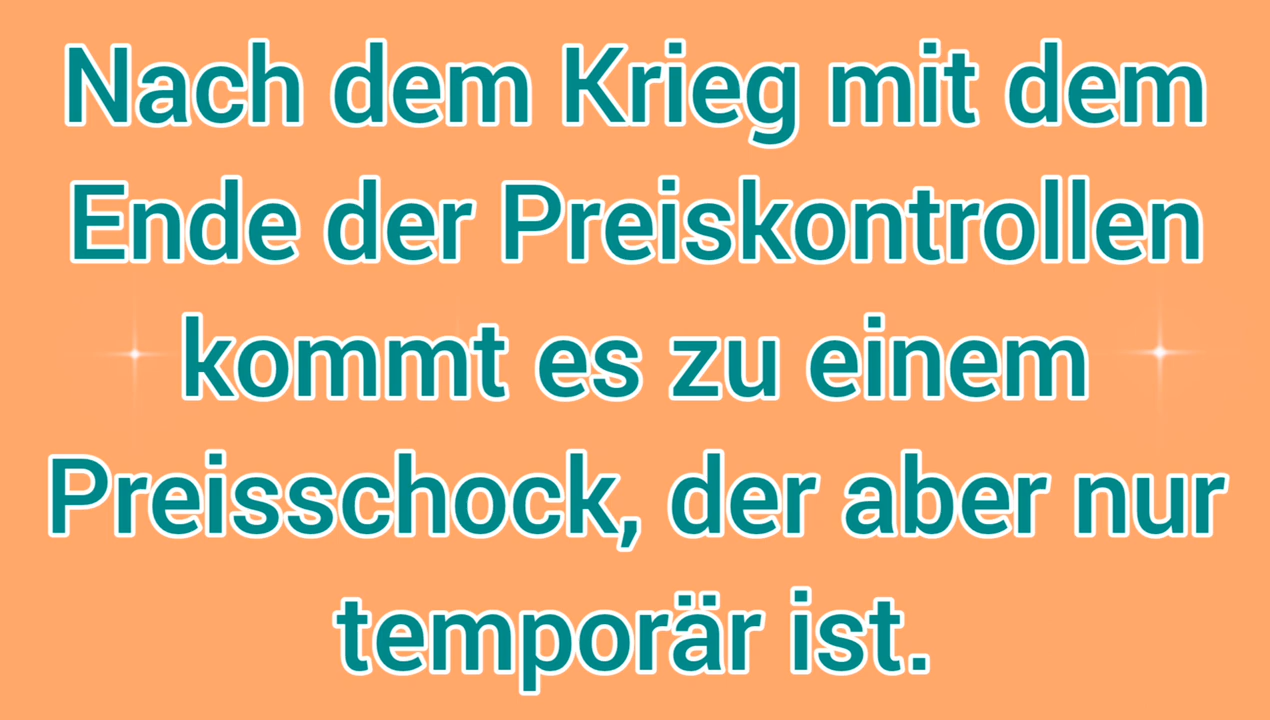 Nach dem Krieg mit dem
Ende der Preiskontrollen
kommt es zu einem
Preisschock, der aber nur
temporär ist.